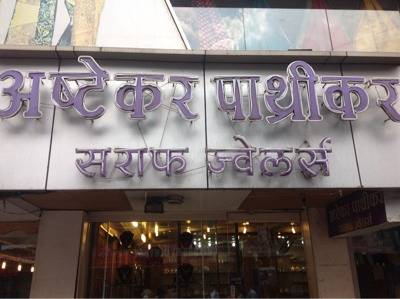 अष्टेकर पाथ्रीकर
सराफ ज्वेलर्स